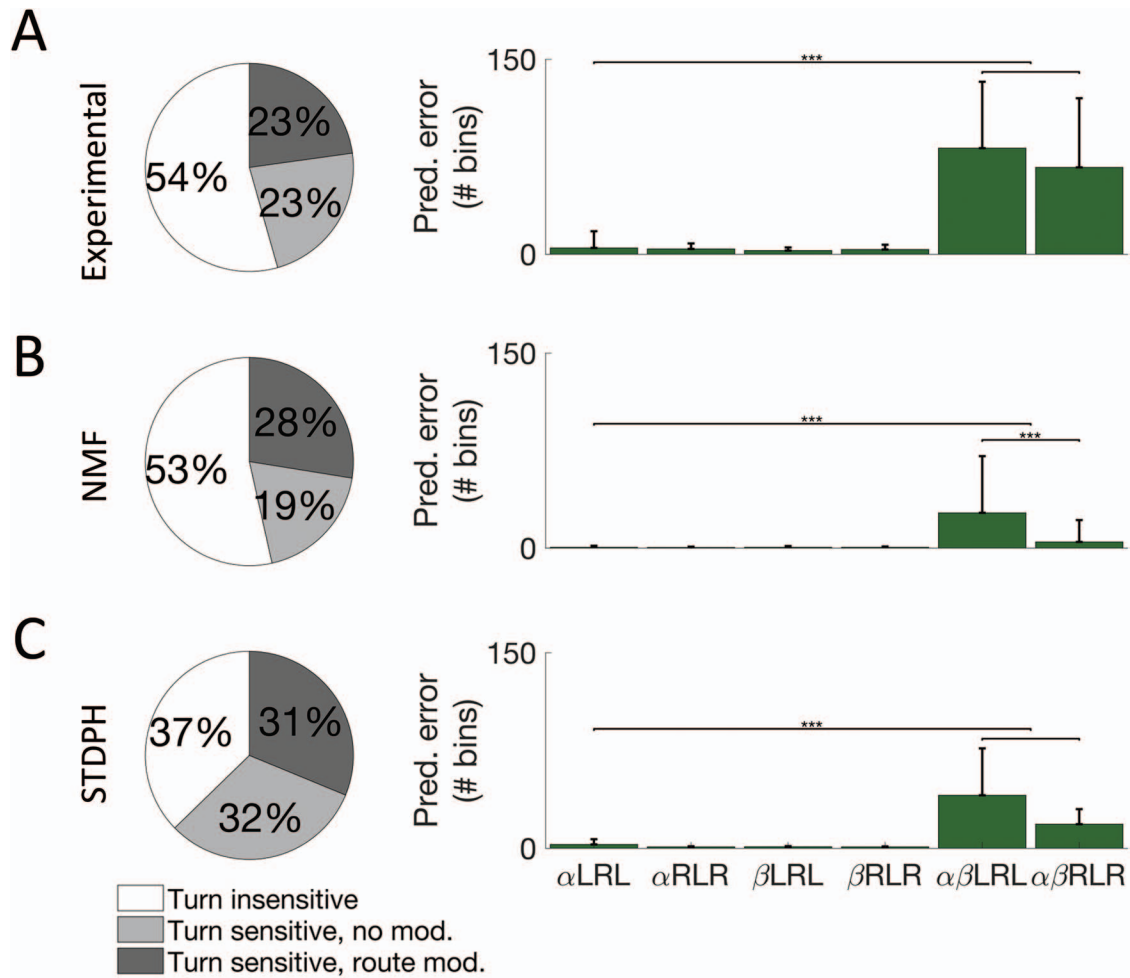 A
Experimental
54%
23%
23%
Pred. error
(# bins)
150
0
***
B
NMF
53%
28%
19%
Pred. error
(# bins)
150
0
***
***
C
STDPH
37%
31%
32%
Pred. error
(# bins)
150
0
***
αLRL αRLR βLRL βRLR αβLRL αβRLR
Turn insensitive
Turn sensitive, no mod.
Turn sensitive, route mod.